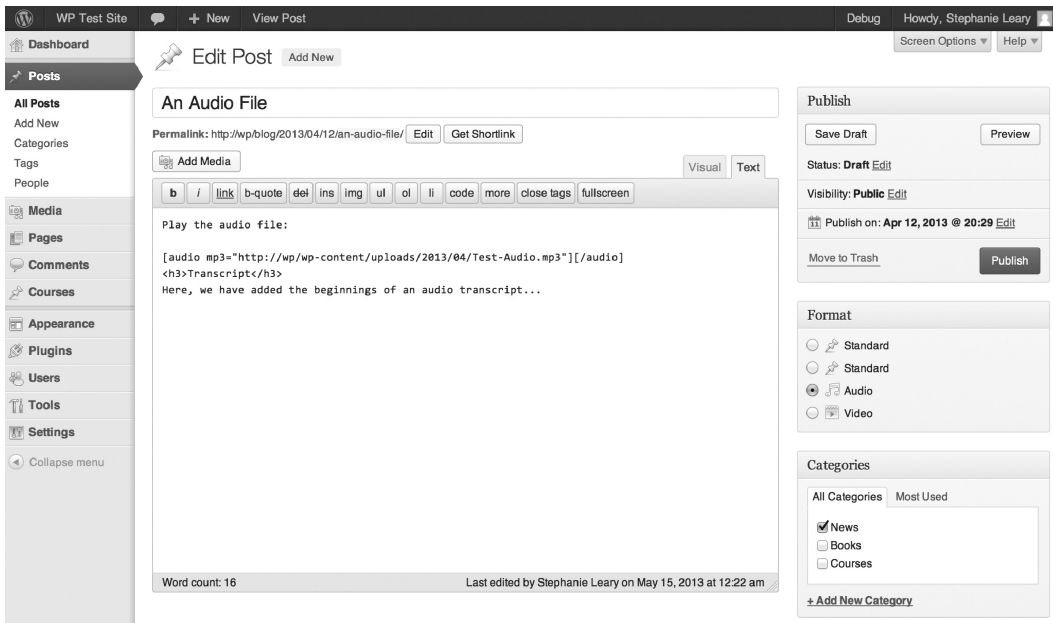 WP Test Site + New View Post Debug Howdy, Stephanie Leary
Screen Options Help
Dashboard
Posts
All Posts
Add New
Categories
Tags
People
Media
Pages
Comments
Courses
Appearance
Plugins
Users
Tools
Settings
Collapse menu
Edit Post Add New
An Audio File
Permalink: http://wp/blog/2013/04/12/an-audio-file/ Edit Get Shortlink
Add Media Visual Text
b i link b-quote del ins img ul ol li code more close tags fullscreen
Play the audio file:
[audio mp3="http://wp/wp-content/uploads/2013/04/Test-Audio.mp3"][/audio]
<h3>Transcript</h3>
Here, we have added the beginnings of an audio transcript...
Word count: 16 Last edited by Stephanie Leary on May 15, 2013 at 12:22 am
Publish
Save Draft Preview
Status: Draft Edit
Visibility: Public Edit
11 Publish on: Apr 12, 2013 @ 20:29 Edit
Move to Trash Publish
Format
Standard
Standard
Audio
Video
Categories
All Categories Most Used
News
Books
Courses
+ Add New Category